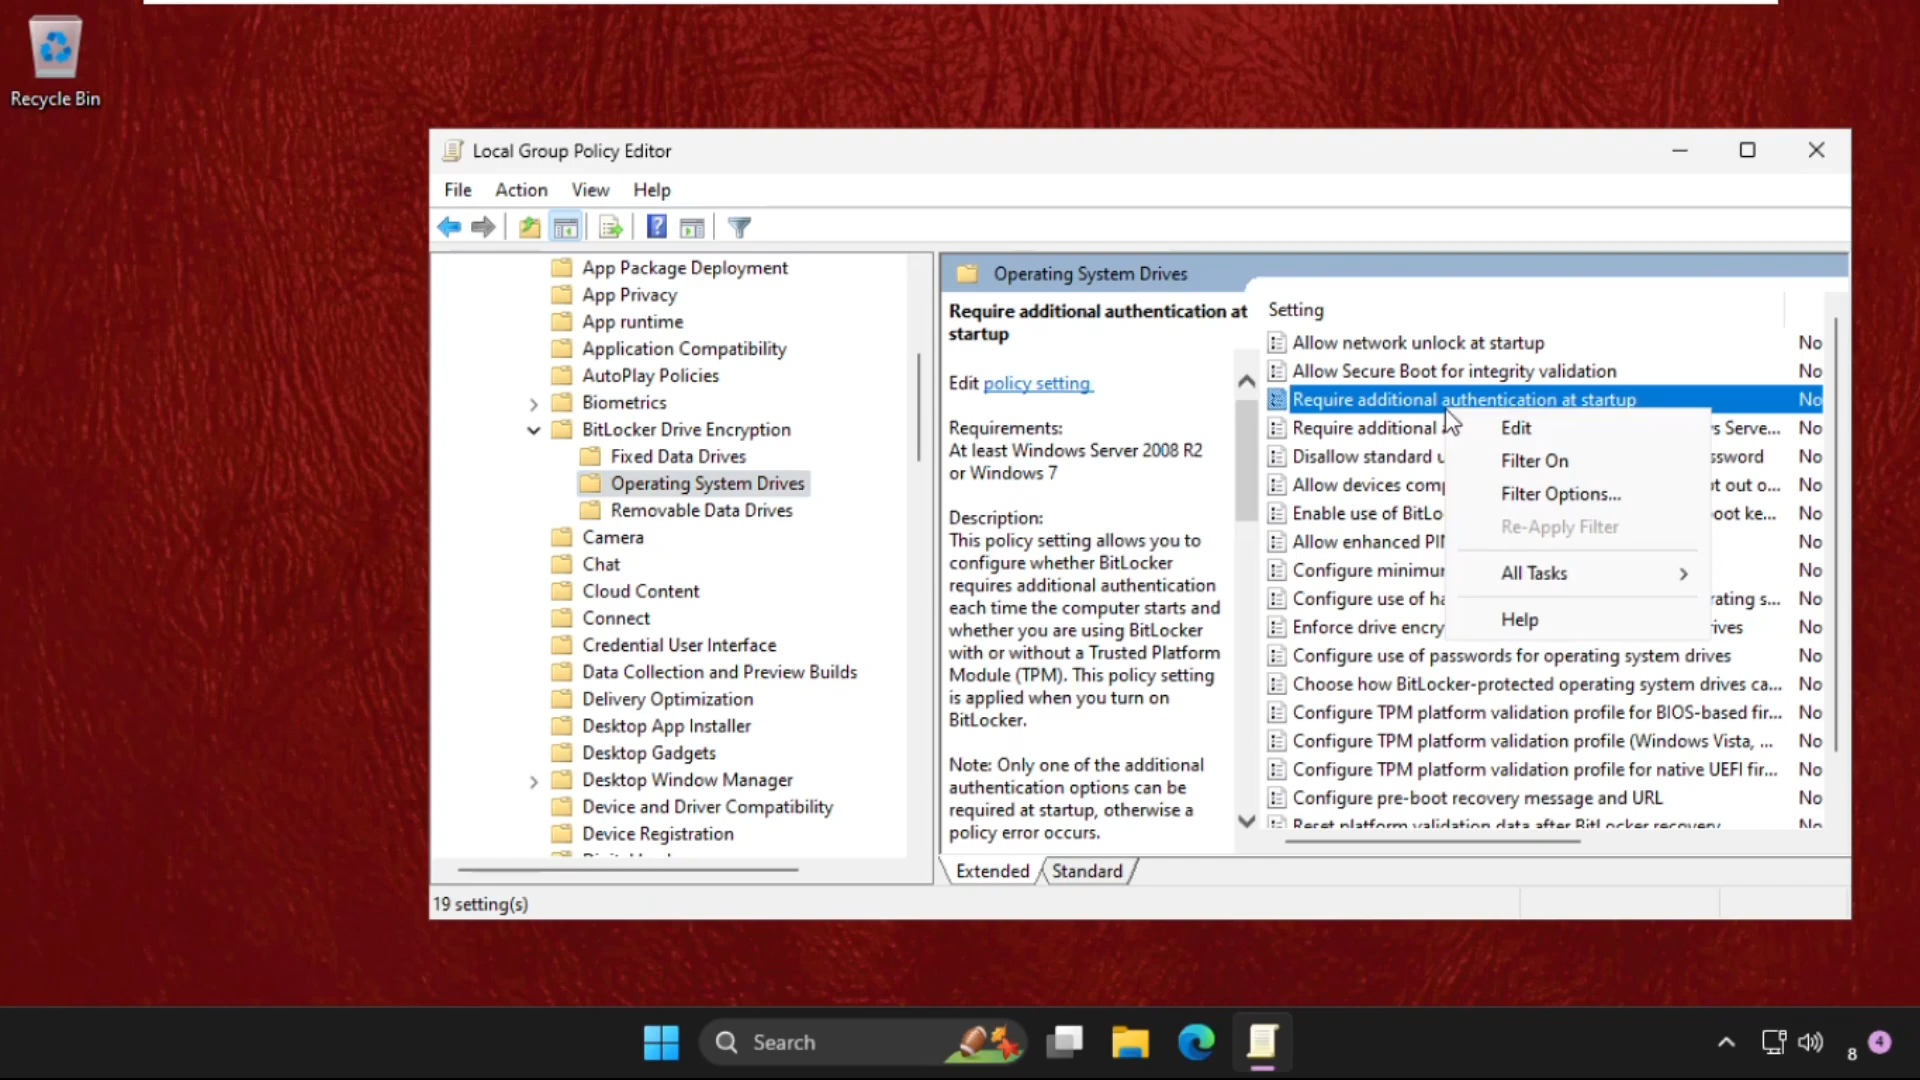 Recycle Bin
Local Group Policy Editor
File Action View Help
App Package Deployment
App Privacy
App runtime
Application Compatibility
AutoPlay Policies
Biometrics
BitLocker Drive Encryption
Fixed Data Drives
Operating System Drives
Removable Data Drives
Camera
Chat
Cloud Content
Connect
Credential User Interface
Data Collection and Preview Builds
Delivery Optimization
Desktop App Installer
Desktop Gadgets
Desktop Window Manager
Device and Driver Compatibility
Device Registration
Operating System Drives
Require additional authentication at
startup
Edit policy setting
Requirements:
At least Windows Server 2008 R2
or Windows 7
Description:
This policy setting allows you to
configure whether BitLocker
requires additional authentication
each time the computer starts and
whether you are using BitLocker
with or without a Trusted Platform
Module (TPM). This policy setting
is applied when you turn on
BitLocker.
Note: Only one of the additional
authentication options can be
required at startup, otherwise a
policy error occurs.
Setting
Allow network unlock at startup No
Allow Secure Boot for integrity validation No
Require additional authentication at startup No
Require additional s Serve... No
Disallow standard u ssword No
Allow devices comp t out o... No
Enable use of BitLo oot ke... No
Allow enhanced PI No
Configure minimu No
Configure use of ha rating s... No
Enforce drive encry rives No
Configure use of passwords for operating system drives No
Choose how BitLocker-protected operating system drives ca... No
Configure TPM platform validation profile for BIOS-based fir... No
Configure TPM platform validation profile (Windows Vista, ... No
Configure TPM platform validation profile for native UEFI fir... No
Configure pre-boot recovery message and URL No
Reset platform validation data after BitLocker recovery No
Edit
Filter On
Filter Options...
Re-Apply Filter
All Tasks
Help
Extended Standard
19 setting(s)
Search
8
4